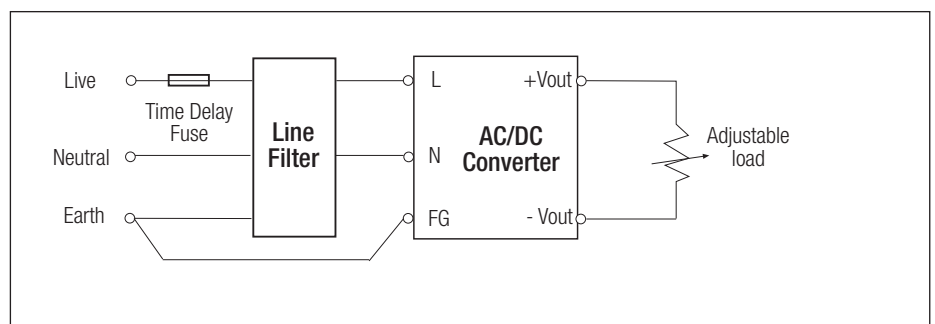 Live
Time Delay
Fuse
Neutral
Earth
Line
Filter
L
N
FG
AC/DC
Converter
+Vout
- Vout
Adjustable
load